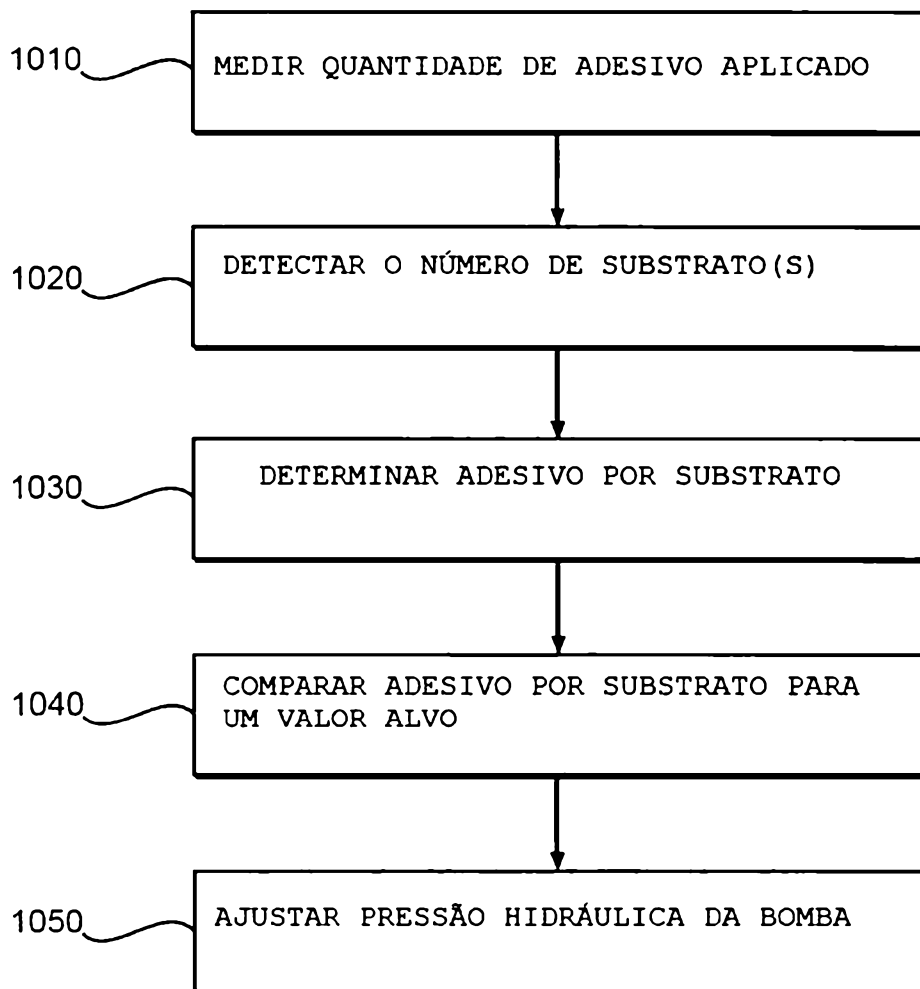 1010
MEDIR QUANTIDADE DE ADESIVO APLICADO
1020
DETECTAR O NÚMERO DE SUBSTRATO(S)
1030
DETERMINAR ADESIVO POR SUBSTRATO
1040
COMPARAR ADESIVO POR SUBSTRATO PARA
UM VALOR ALVO
1050
AJUSTAR PRESSÃO HIDRÁULICA DA BOMBA